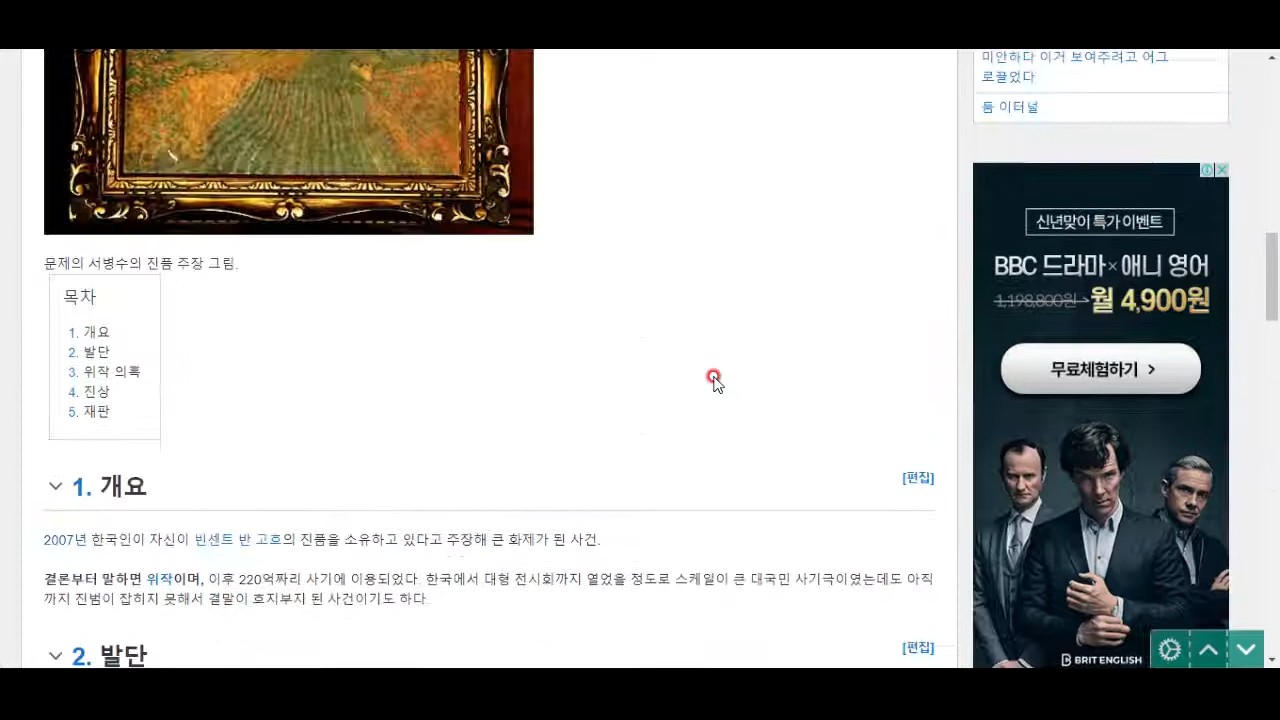 미안하다 이거 보여주려고 어그
로끌었다
둠 이터널
문제의 서병수의 진품 주장 그림.
목차
1. 개요
2. 발단
3. 위작 의혹
4. 진상
5. 재판
1. 개요
[편집]
2007년 한국인이 자신이 빈센트 반 고흐의 진품을 소유하고 있다고 주장해 큰 화제가 된 사건.
결론부터 말하면 위작이며, 이후 220억짜리 사기에 이용되었다. 한국에서 대형 전시회까지 열었을 정도로 스케일이 큰 대국민 사기극이였는데도 아직
까지 진범이 잡히지 못해서 결말이 흐지부지 된 사건이기도 하다.
2. 발단
[편집]
신년맞이 특가 이벤트
BBC 드라마×애니 영어
1,198,800원→월 4,900원
무료체험하기 >
BRIT ENGLISH